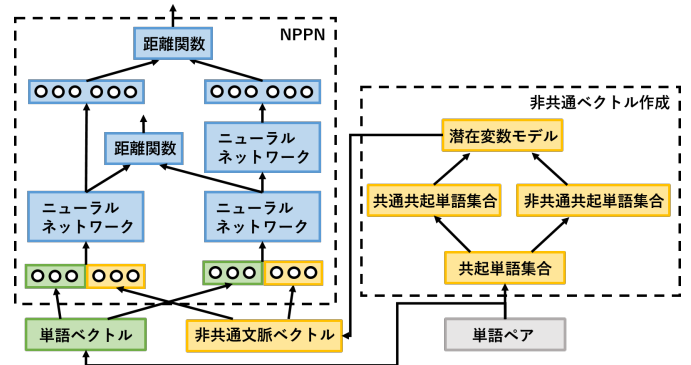 NPPN
距離関数
距離関数
ニューラル
ネットワーク
ニューラル
ネットワーク
ニューラル
ネットワーク
単語ベクトル
非共通文脈ベクトル
非共通ベクトル作成
潜在変数モデル
共通共起単語集合
非共通共起単語集合
共起単語集合
単語ペア